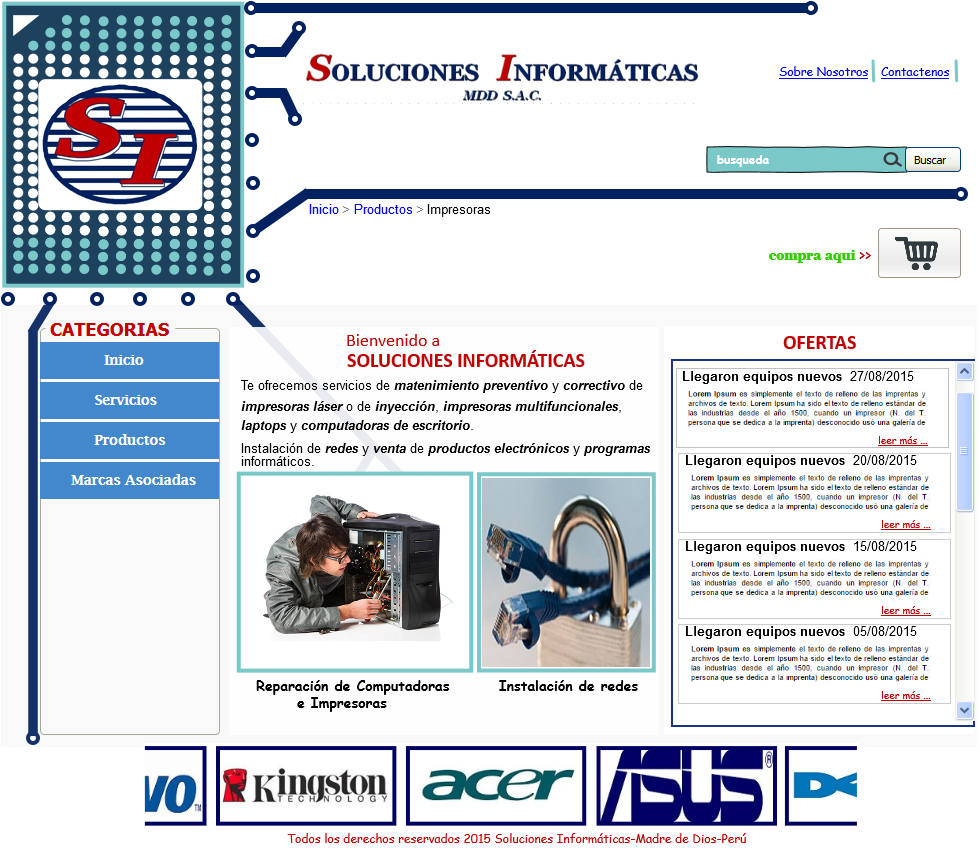 SI
SOLUCIONES INFORMÁTICAS
MDD S.A.C.
Sobre Nosotros Contactenos
busqueda Buscar
Inicio > Productos > Impresoras
compra aqui >>
CATEGORIAS
Inicio
Servicios
Productos
Marcas Asociadas
Bienvenido a
SOLUCIONES INFORMÁTICAS
Te ofrecemos servicios de matenimiento preventivo y correctivo de
impresoras láser o de inyección, impresoras multifuncionales,
laptops y computadoras de escritorio.
Instalación de redes y venta de productos electrónicos y programas
informáticos.
Reparación de Computadoras
e Impresoras
Instalación de redes
OFERTAS
Llegaron equipos nuevos 27/08/2015
Lorem Ipsum es simplemente el texto de relleno de las imprentas y
archivos de texto. Lorem Ipsum ha sido el texto de relleno estándar de
las industrias desde el año 1500, cuando un impresor (N. del T.
persona que se dedica a la imprenta) desconocido usó una galería de
leer más ...
Llegaron equipos nuevos 20/08/2015
Lorem Ipsum es simplemente el texto de relleno de las imprentas y
archivos de texto. Lorem Ipsum ha sido el texto de relleno estándar de
las industrias desde el año 1500, cuando un impresor (N. del T.
persona que se dedica a la imprenta) desconocido usó una galería de
leer más ...
Llegaron equipos nuevos 15/08/2015
Lorem Ipsum es simplemente el texto de relleno de las imprentas y
archivos de texto. Lorem Ipsum ha sido el texto de relleno estándar de
las industrias desde el año 1500, cuando un impresor (N. del T.
persona que se dedica a la imprenta) desconocido usó una galería de
leer más ...
Llegaron equipos nuevos 05/08/2015
Lorem Ipsum es simplemente el texto de relleno de las imprentas y
archivos de texto. Lorem Ipsum ha sido el texto de relleno estándar de
las industrias desde el año 1500, cuando un impresor (N. del T.
persona que se dedica a la imprenta) desconocido usó una galería de
leer más ...
vo™ Kingston acer ASUS®
TECHNOLOGY
Todos los derechos reservados 2015 Soluciones Informáticas-Madre de Dios-Perú